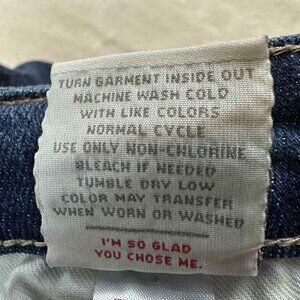 TURN GARMENT INSIDE OUT
MACHINE WASH COLD
WITH LIKE COLORS
NORMAL CYCLE
USE ONLY NON-CHLORINE
BLEACH IF NEEDED
TUMBLE DRY LOW
COLOR MAY TRANSFER
WHEN WORN OR WASHED
I'M SO GLAD
YOU CHOSE ME.